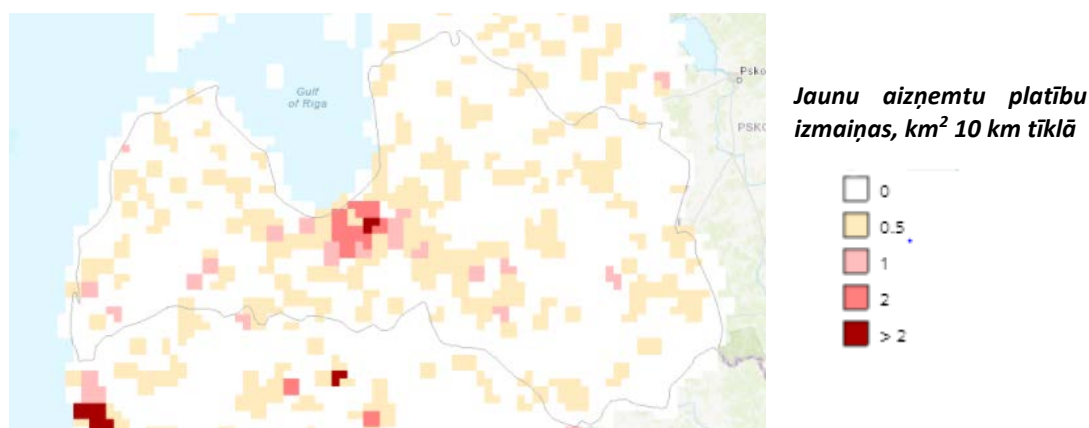 Gulf
of Riga
Psko
PSKO
Jaunu aizņemtu platību
izmaiņas, km² 10 km tīklā
0
0.5
1
2
> 2